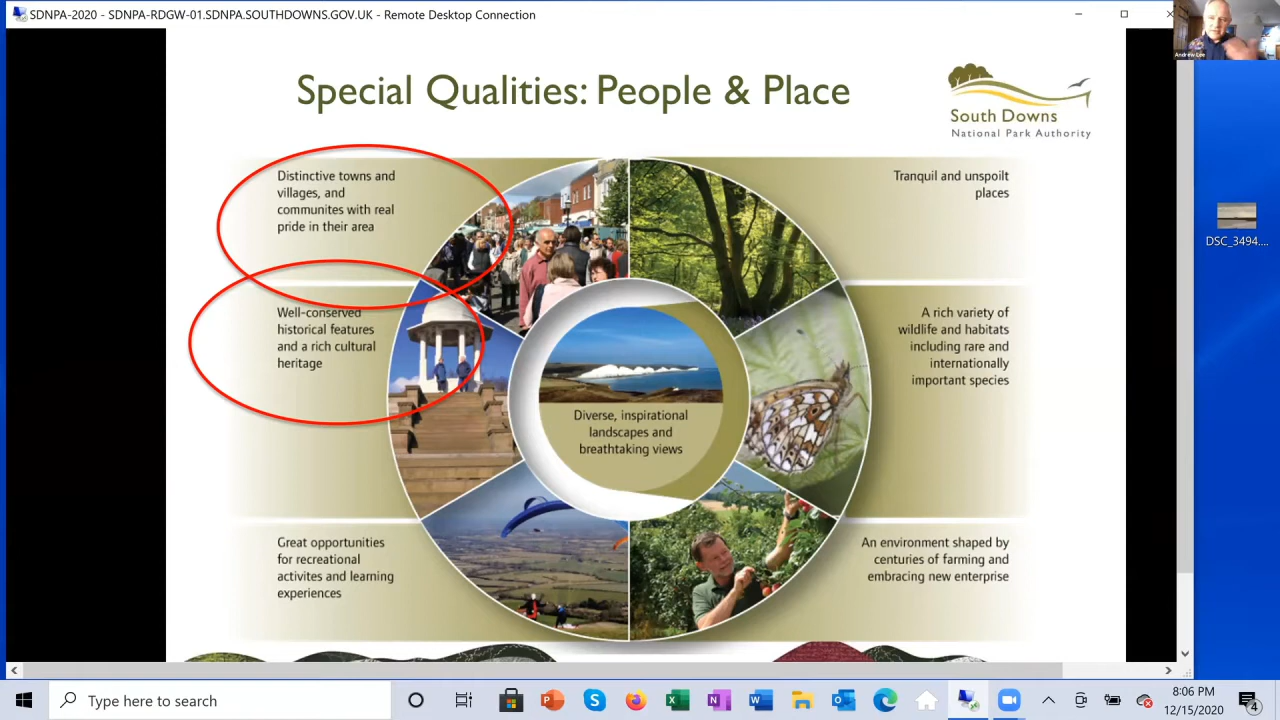 SDNPA-2020 - SDNPA-RDGW-01.SDNPA.SOUTHDOWNS.GOV.UK - Remote Desktop Connection
Andrew Lee
Special Qualities: People & Place
South Downs
National Park Authority
Distinctive towns and
villages, and
communites with real
pride in their area
Tranquil and unspoilt
places
Well-conserved
historical features
and a rich cultural
heritage
A rich variety of
wildlife and habitats
including rare and
internationally
important species
Diverse, inspirational
landscapes and
breathtaking views
Great opportunities
for recreational
activites and learning
experiences
An environment shaped by
centuries of farming and
embracing new enterprise
DSC_3494....
Type here to search
8:06 PM
12/15/2020
4